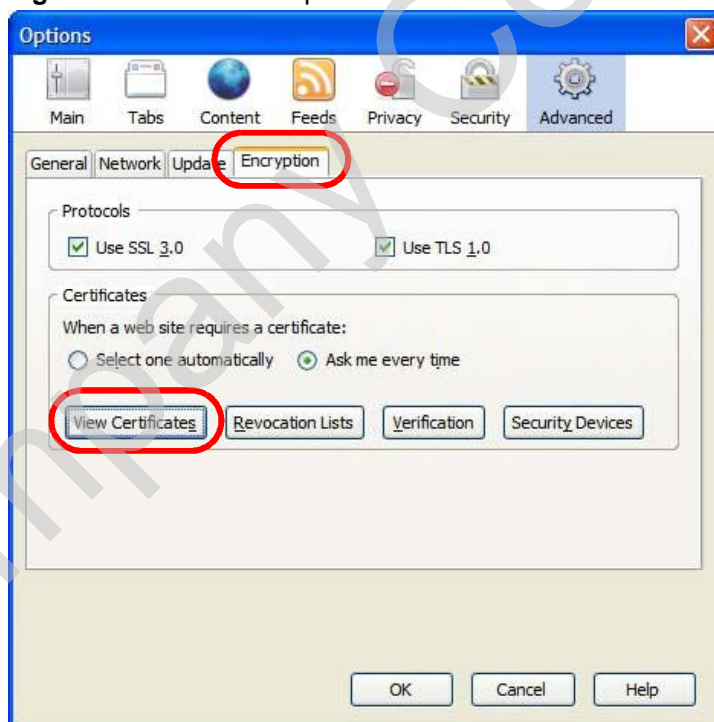 Options
Main Tabs Content Feeds Privacy Security Advanced
General Network Update Encryption
Protocols
Use SSL 3.0 Use TLS 1.0
Certificates
When a web site requires a certificate:
Select one automatically Ask me every time
View Certificates Revocation Lists Verification Security Devices
OK Cancel Help